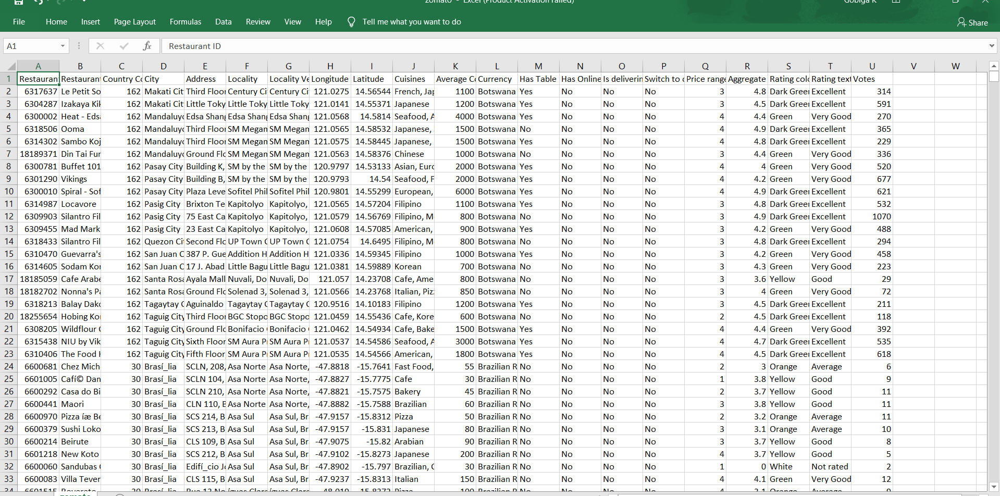 zomato - Excel (Product Activation Failed) Gobiga K
File Home Insert Page Layout Formulas Data Review View Help Tell me what you want to do Share
A1 fx Restaurant ID
A B C D E F G H I J K L M N O P Q R S T U V W
1 Restauran Restauran Country Co City Address Locality Locality Ve Longitude Latitude Cuisines Average Co Currency Has Table Has Online Is deliverin Switch to o Price range Aggregate Rating colo Rating text Votes
2 6317637 Le Petit So 162 Makati Cit Third Floor Century Ci Century Ci 121.0275 14.56544 French, Jap 1100 Botswana Yes No No No 3 4.8 Dark Green Excellent 314
3 6304287 Izakaya Kik 162 Makati Cit Little Toky Little Toky Little Toky 121.0141 14.55371 Japanese 1200 Botswana Yes No No No 3 4.5 Dark Green Excellent 591
4 6300002 Heat - Edsa 162 Mandaluyo Edsa Shang Edsa Shang Edsa Shang 121.0568 14.5814 Seafood, A 4000 Botswana Yes No No No 4 4.4 Green Very Good 270
5 6318506 Ooma 162 Mandaluyo Third Floor SM Megam SM Megam 121.0565 14.58532 Japanese, 1500 Botswana No No No No 4 4.9 Dark Green Excellent 365
6 6314302 Sambo Koj 162 Mandaluyo Third Floor SM Megam SM Megam 121.0575 14.58445 Japanese, 1500 Botswana Yes No No No 4 4.8 Dark Green Excellent 229
7 18189371 Din Tai Fun 162 Mandaluyo Ground Flo SM Megam SM Megam 121.0563 14.58376 Chinese 1000 Botswana No No No No 3 4.4 Green Very Good 336
8 6300781 Buffet 101 162 Pasay City Building K, SM by the SM by the 120.9797 14.53133 Asian, Euro 2000 Botswana Yes No No No 4 4 Green Very Good 520
9 6301290 Vikings 162 Pasay City Building B, SM by the SM by the 120.9793 14.54 Seafood, F 2000 Botswana Yes No No No 4 4.2 Green Very Good 677
10 6300010 Spiral - Sof 162 Pasay City Plaza Leve Sofitel Phil Sofitel Phil 120.9801 14.55299 European, 6000 Botswana Yes No No No 4 4.9 Dark Green Excellent 621
11 6314987 Locavore 162 Pasig City Brixton Te Kapitolyo Kapitolyo, 121.0565 14.57204 Filipino 1100 Botswana Yes No No No 3 4.8 Dark Green Excellent 532
12 6309903 Silantro Fil 162 Pasig City 75 East Ca Kapitolyo Kapitolyo, 121.0579 14.56769 Filipino, M 800 Botswana No No No No 3 4.9 Dark Green Excellent 1070
13 6309455 Mad Mark 162 Pasig City 23 East Ca Kapitolyo Kapitolyo, 121.0608 14.57085 American, 900 Botswana Yes No No No 3 4.2 Green Very Good 488
14 6318433 Silantro Fil 162 Quezon Cit Second Flo UP Town C UP Town C 121.0754 14.6495 Filipino, M 800 Botswana No No No No 3 4.8 Dark Green Excellent 294
15 6310470 Guevarra's 162 San Juan C 387 P. Gue Addition H Addition H 121.0336 14.59345 Filipino 1000 Botswana Yes No No No 3 4.2 Green Very Good 458
16 6314605 Sodam Kor 162 San Juan C 17 J. Abad Little Bagu Little Bagu 121.0381 14.59889 Korean 700 Botswana No No No No 3 4.3 Green Very Good 223
17 18185059 Cafe Arabe 162 Santa Rosa Ayala Mall Nuvali, Do Nuvali, Do 121.057 14.23708 Cafe, Ame 800 Botswana No No No No 3 3.6 Yellow Good 29
18 18182702 Nonna's Pa 162 Santa Rosa Ground Flo Solenad 3, Solenad 3, 121.0566 14.23768 Italian, Piz 850 Botswana No No No No 3 4 Green Very Good 72
19 6318213 Balay Dako 162 Tagaytay C Aguinaldo Tagaytay C Tagaytay C 120.9516 14.10183 Filipino 1200 Botswana Yes No No No 3 4.5 Dark Green Excellent 211
20 18255654 Hobing Kor 162 Taguig City Third Floor BGC Stopo BGC Stopo 121.0459 14.55436 Cafe, Kore 600 Botswana No No No No 2 4.5 Dark Green Excellent 118
21 6308205 Wildflour C 162 Taguig City Ground Flo Bonifacio Bonifacio 121.0462 14.54934 Cafe, Bake 1500 Botswana Yes No No No 4 4.4 Green Very Good 392
22 6315438 NIU by Vik 162 Taguig City Sixth Floor SM Aura Pr SM Aura Pr 121.0537 14.54586 Seafood, A 3000 Botswana Yes No No No 4 4.7 Dark Green Excellent 535
23 6310406 The Food H 162 Taguig City Fifth Floor, SM Aura Pr SM Aura Pr 121.0535 14.54566 American, 1800 Botswana Yes No No No 4 4.5 Dark Green Excellent 618
24 6600681 Chez Mich 30 Brasí_lia SCLN, 208, Asa Norte Asa Norte, -47.8818 -15.7641 Fast Food, 55 Brazilian R No No No No 2 3 Orange Average 6
25 6601005 Cafí© Dan 30 Brasí_lia SCLN 104, Asa Norte Asa Norte, -47.8827 -15.7775 Cafe 30 Brazilian R No No No No 1 3.8 Yellow Good 9
26 6600292 Casa do Bi 30 Brasí_lia SCLN 210, Asa Norte Asa Norte, -47.8821 -15.7575 Bakery 45 Brazilian R No No No No 2 3.7 Yellow Good 11
27 6600441 Maori 30 Brasí_lia CLN 110, B Asa Norte Asa Norte, -47.8882 -15.7588 Brazilian 60 Brazilian R No No No No 3 3.8 Yellow Good 11
28 6600970 Pizza íæ Be 30 Brasí_lia SCS 214, B Asa Sul Asa Sul, Br -47.9157 -15.8312 Pizza 50 Brazilian R No No No No 2 3.2 Orange Average 11
29 6600379 Sushi Loko 30 Brasí_lia SCS 213, B Asa Sul Asa Sul, Br -47.9157 -15.831 Japanese 80 Brazilian R No No No No 3 3.1 Orange Average 10
30 6600214 Beirute 30 Brasí_lia CLS 109, B Asa Sul Asa Sul, Br -47.9075 -15.82 Arabian 90 Brazilian R No No No No 3 3.7 Yellow Good 8
31 6601218 New Koto 30 Brasí_lia SCS 212, B Asa Sul Asa Sul, Br -47.9102 -15.8273 Japanese 200 Brazilian R No No No No 4 3.7 Yellow Good 5
32 6600060 Sandubas 30 Brasí_lia Edifí_cio Jo Asa Sul Asa Sul, Br -47.8902 -15.797 Brazilian, C 30 Brazilian R No No No No 1 0 White Not rated 2
33 6600083 Villa Tever 30 Brasí_lia CLS 115, B Asa Sul Asa Sul, Br -47.9237 -15.8313 Italian 150 Brazilian R No No No No 4 4.1 Green Very Good 12